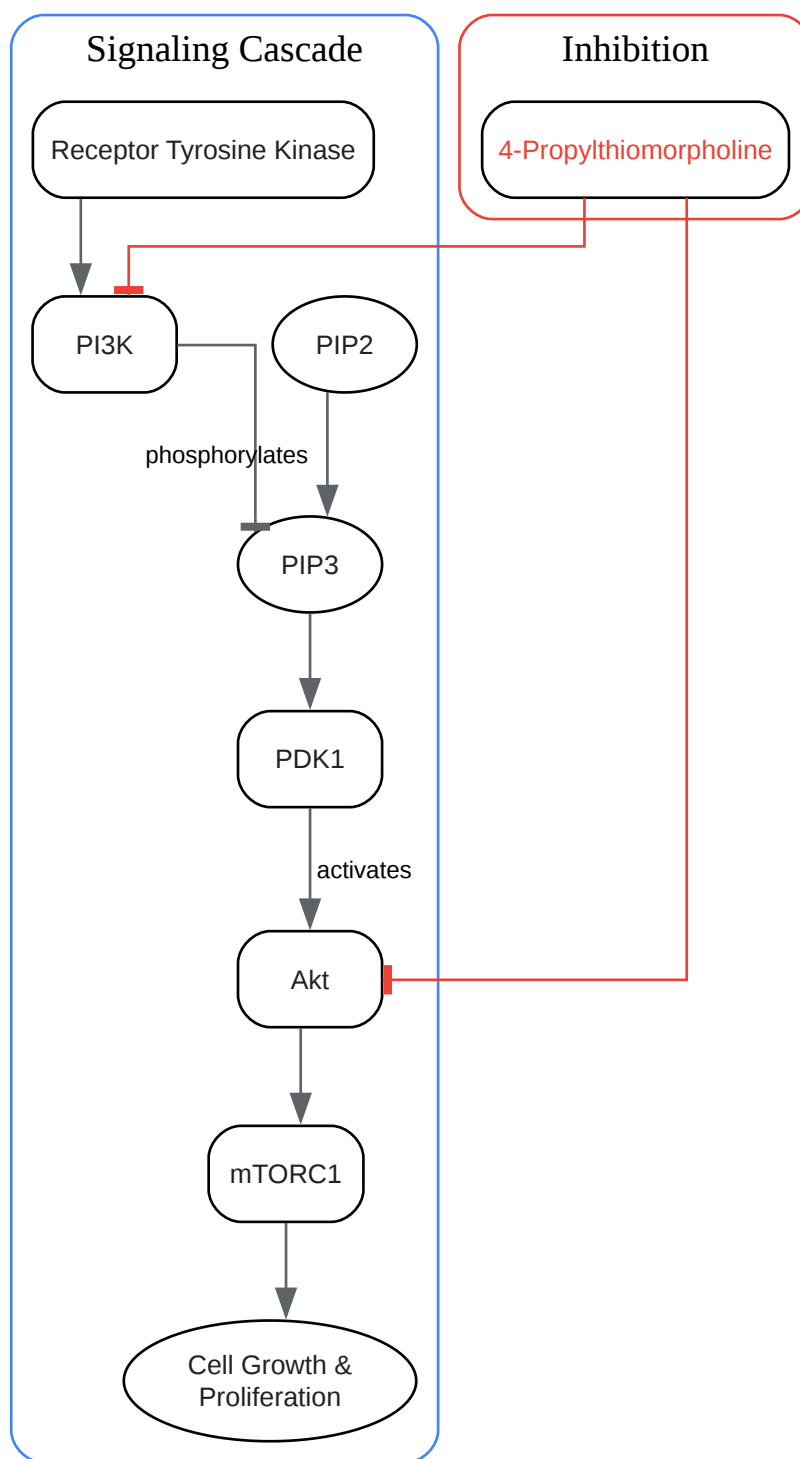 Signaling Cascade
Inhibition
Receptor Tyrosine Kinase
4-Propylthiomorpholine
PI3K
PIP2
phosphorylates
PIP3
PDK1
activates
Akt
mTORC1
Cell Growth &
Proliferation